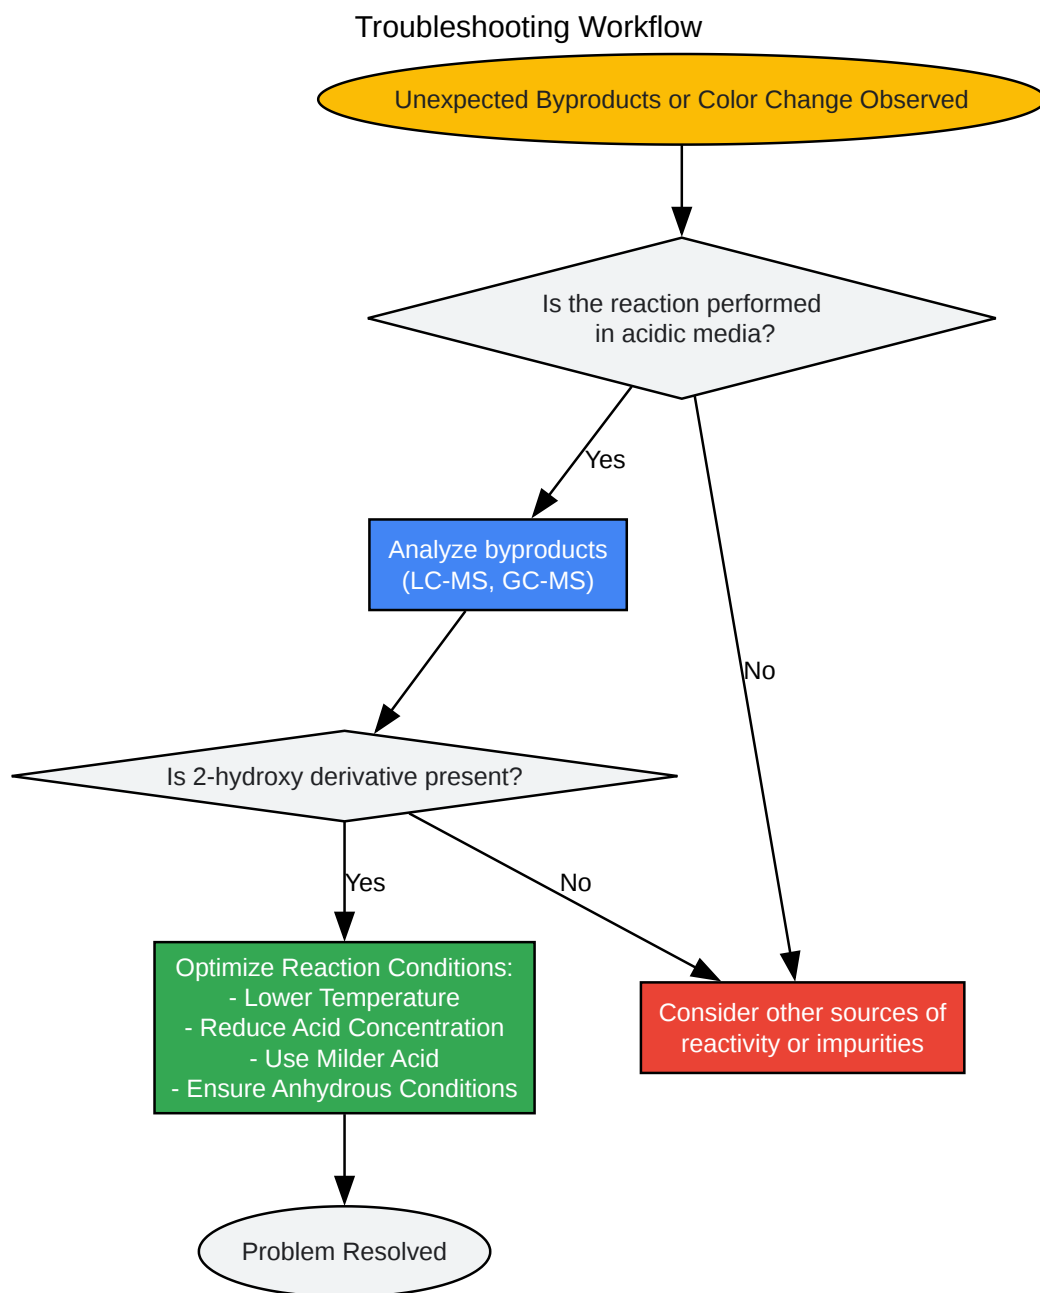 Troubleshooting Workflow
Unexpected Byproducts or Color Change Observed
Is the reaction performed
in acidic media?
Yes
Analyze byproducts
(LC-MS, GC-MS)
No
Is 2-hydroxy derivative present?
Yes
No
Optimize Reaction Conditions:
- Lower Temperature
- Reduce Acid Concentration
- Use Milder Acid
- Ensure Anhydrous Conditions
Consider other sources of
reactivity or impurities
Problem Resolved